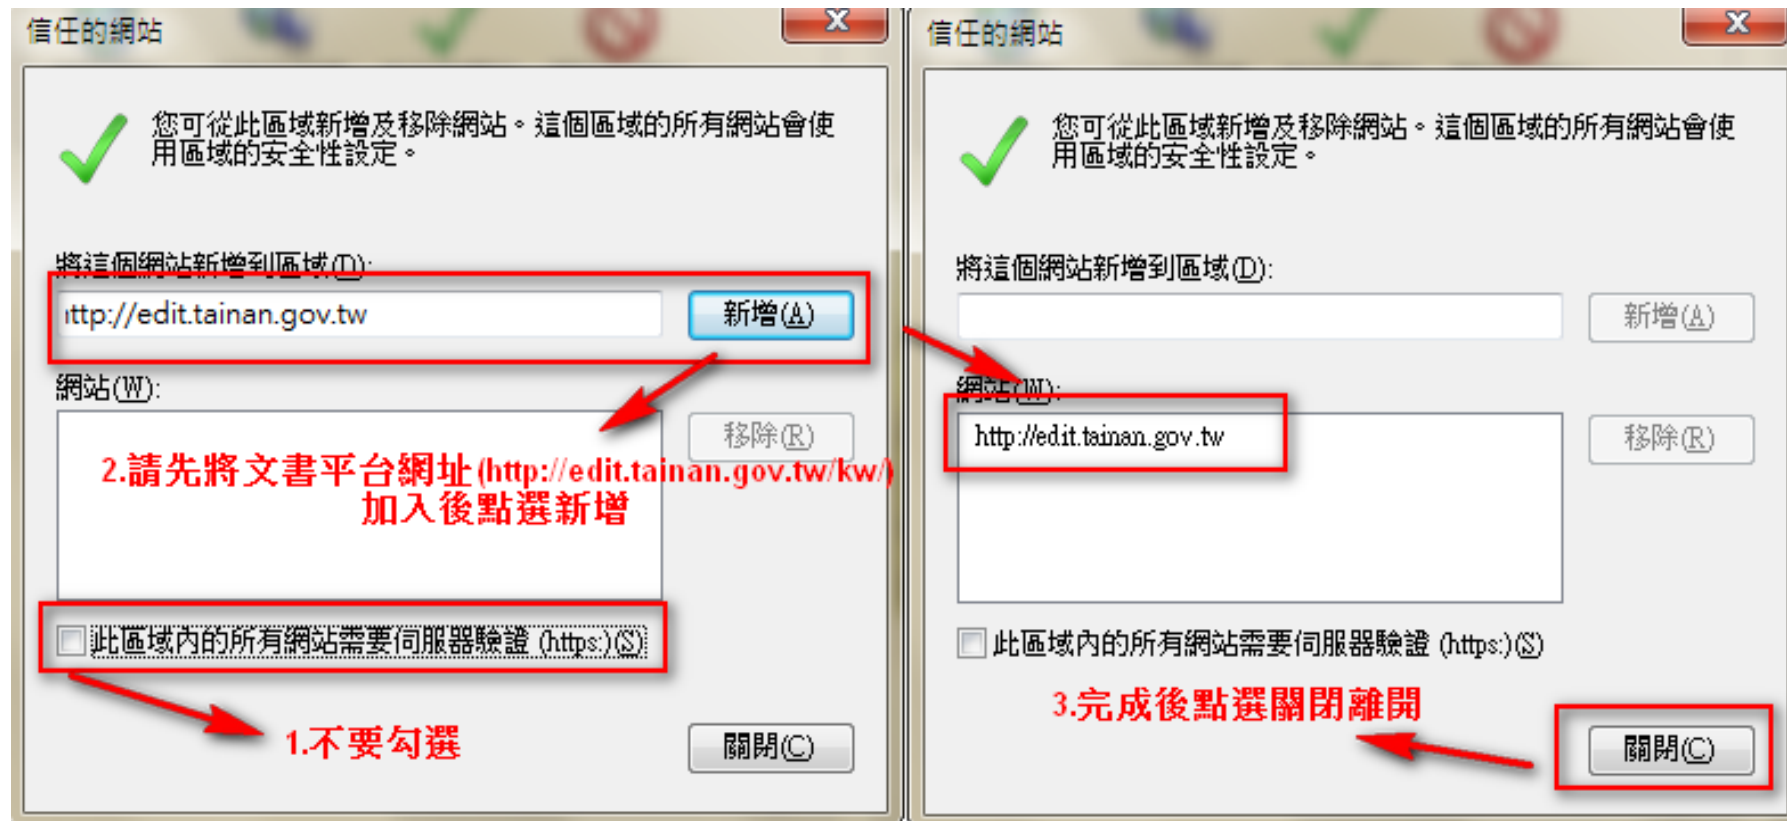 信任的網站
您可從此區域新增及移除網站。這個區域的所有網站會使
用區域的安全性設定。
將這個網站新增到區域(D):
http://edit.tainan.gov.tw
新增(A)
網站(W):
移除(R)
2.請先將文書平台網址(http://edit.tainan.gov.tw/kw/)
加入後點選新增
此區域內的所有網站需要伺服器驗證 (https:)(S)
1.不要勾選
關閉(C)
信任的網站
您可從此區域新增及移除網站。這個區域的所有網站會使
用區域的安全性設定。
將這個網站新增到區域(D):
新增(A)
網站(W):
http://edit.tainan.gov.tw
移除(R)
此區域內的所有網站需要伺服器驗證 (https:)(S)
3.完成後點選關閉離開
關閉(C)